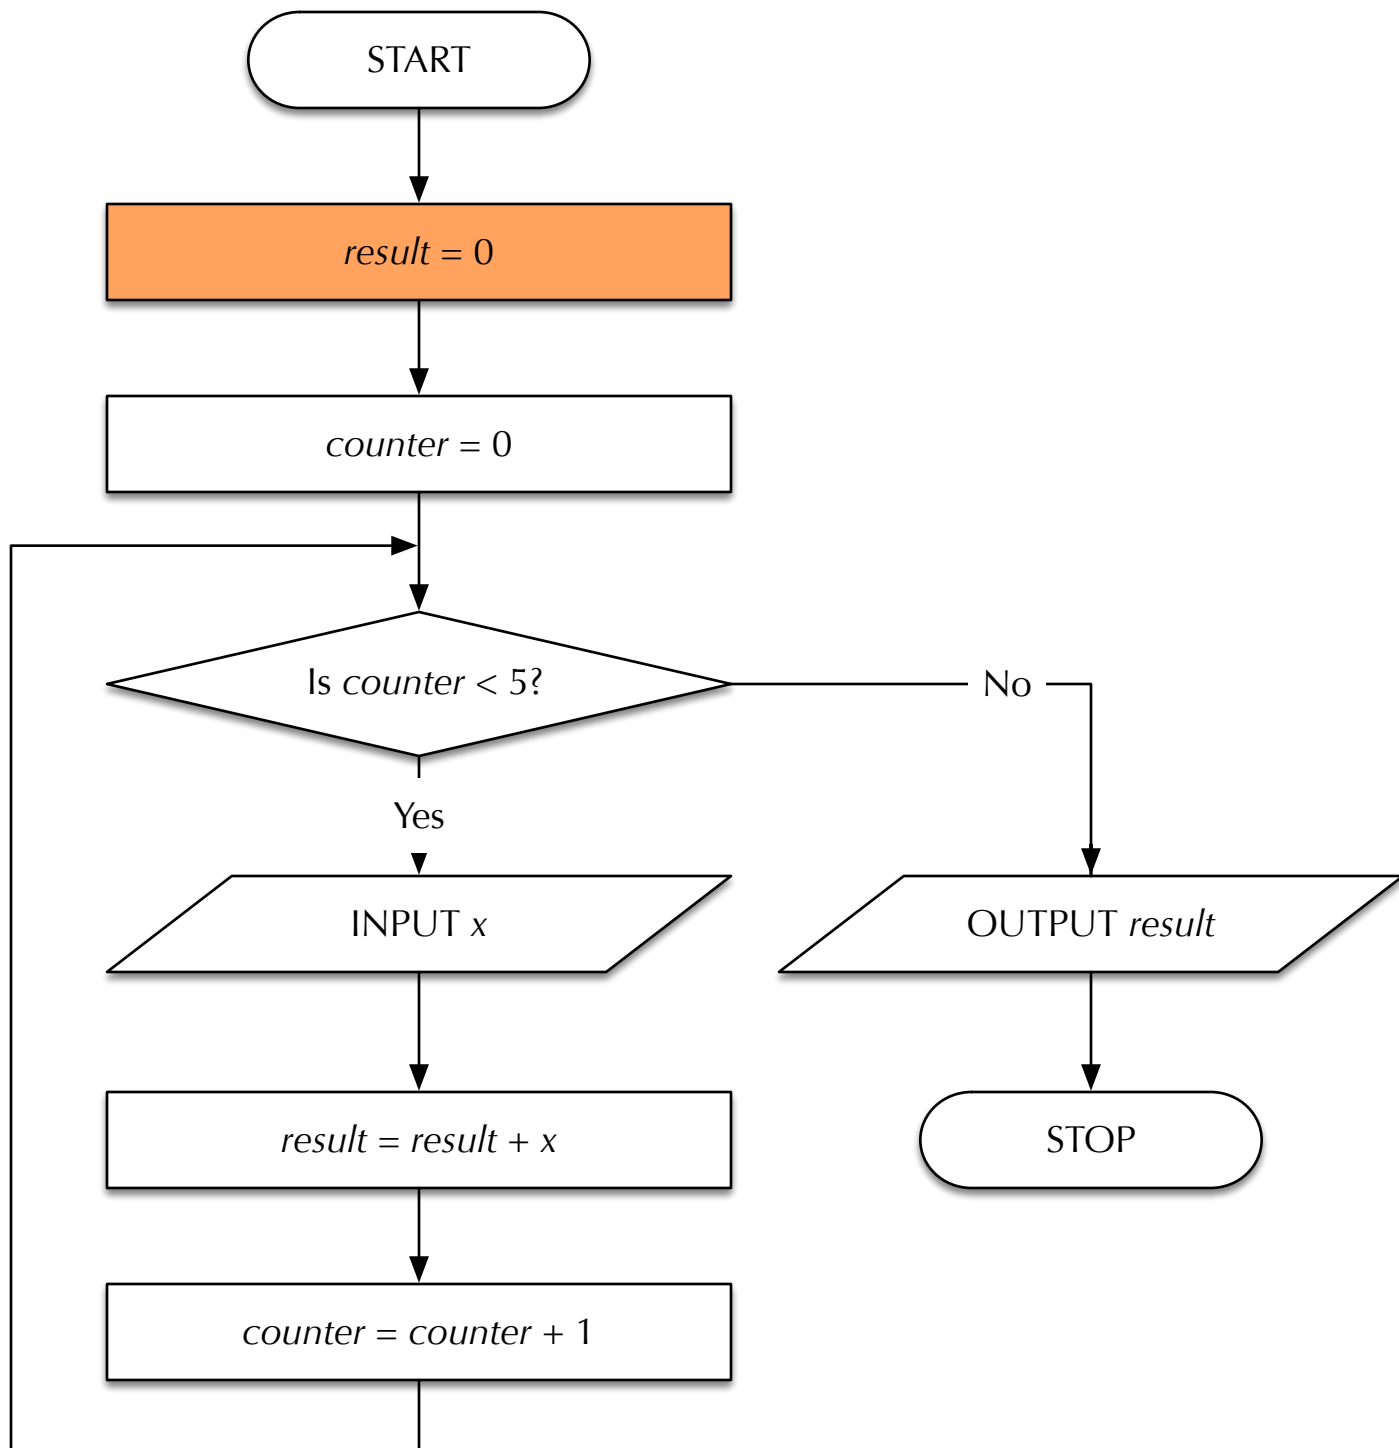 START
result = 0
counter = 0
Is counter < 5?
No
Yes
INPUT x
OUTPUT result
result = result + x
STOP
counter = counter + 1